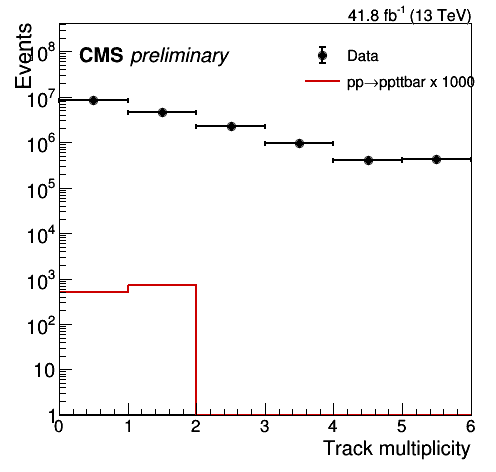 41.8 fb⁻¹ (13 TeV)
Events
CMS preliminary
Data
pp→ppttbar x 1000
10⁸
10⁷
10⁶
10⁵
10⁴
10³
10²
10
1
0 1 2 3 4 5 6
Track multiplicity